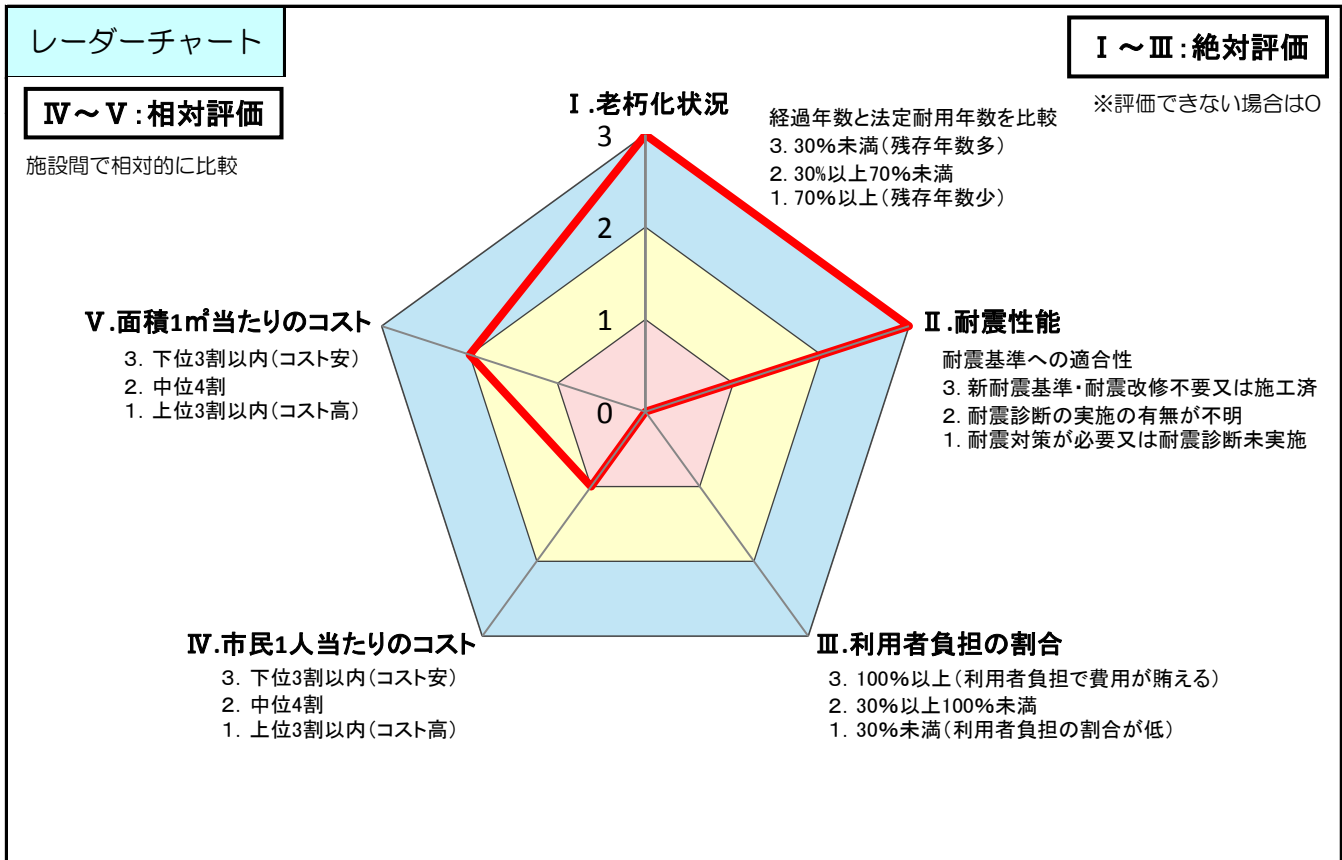 レーダーチャート
Ⅰ～Ⅲ:絶対評価
※評価できない場合は0
Ⅳ～Ⅴ:相対評価
施設間で相対的に比較
Ⅰ.老朽化状況
経過年数と法定耐用年数を比較
3. 30%未満(残存年数多)
2. 30%以上70%未満
1. 70%以上(残存年数少)
3
2
1
0
Ⅱ.耐震性能
耐震基準への適合性
3. 新耐震基準・耐震改修不要又は施工済
2. 耐震診断の実施の有無が不明
1. 耐震対策が必要又は耐震診断未実施
Ⅴ.面積1㎡当たりのコスト
3. 下位3割以内(コスト安)
2. 中位4割
1. 上位3割以内(コスト高)
Ⅳ.市民1人当たりのコスト
3. 下位3割以内(コスト安)
2. 中位4割
1. 上位3割以内(コスト高)
Ⅲ.利用者負担の割合
3. 100%以上(利用者負担で費用が賄える)
2. 30%以上100%未満
1. 30%未満(利用者負担の割合が低)